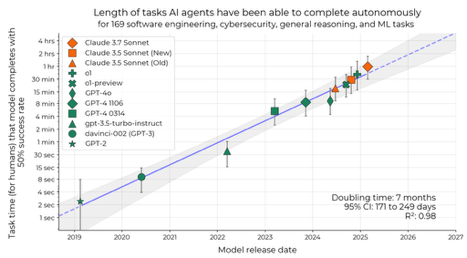 Length of tasks AI agents have been able to complete autonomously
for 169 software engineering, cybersecurity, general reasoning, and ML tasks
Task time (for humans) that model completes with
50% success rate
4 hrs
2 hrs
1 hr
30 min
15 min
8 min
4 min
2 min
1 min
30 sec
15 sec
8 sec
4 sec
2 sec
1 sec
Claude 3.7 Sonnet
Claude 3.5 Sonnet (New)
Claude 3.5 Sonnet (Old)
o1
o1-preview
GPT-4o
GPT-4 1106
GPT-4 0314
gpt-3.5-turbo-instruct
davinci-002 (GPT-3)
GPT-2
Doubling time: 7 months
95% CI: 171 to 249 days
R²: 0.98
2019
2020
2021
2022
2023
2024
2025
2026
2027
Model release date